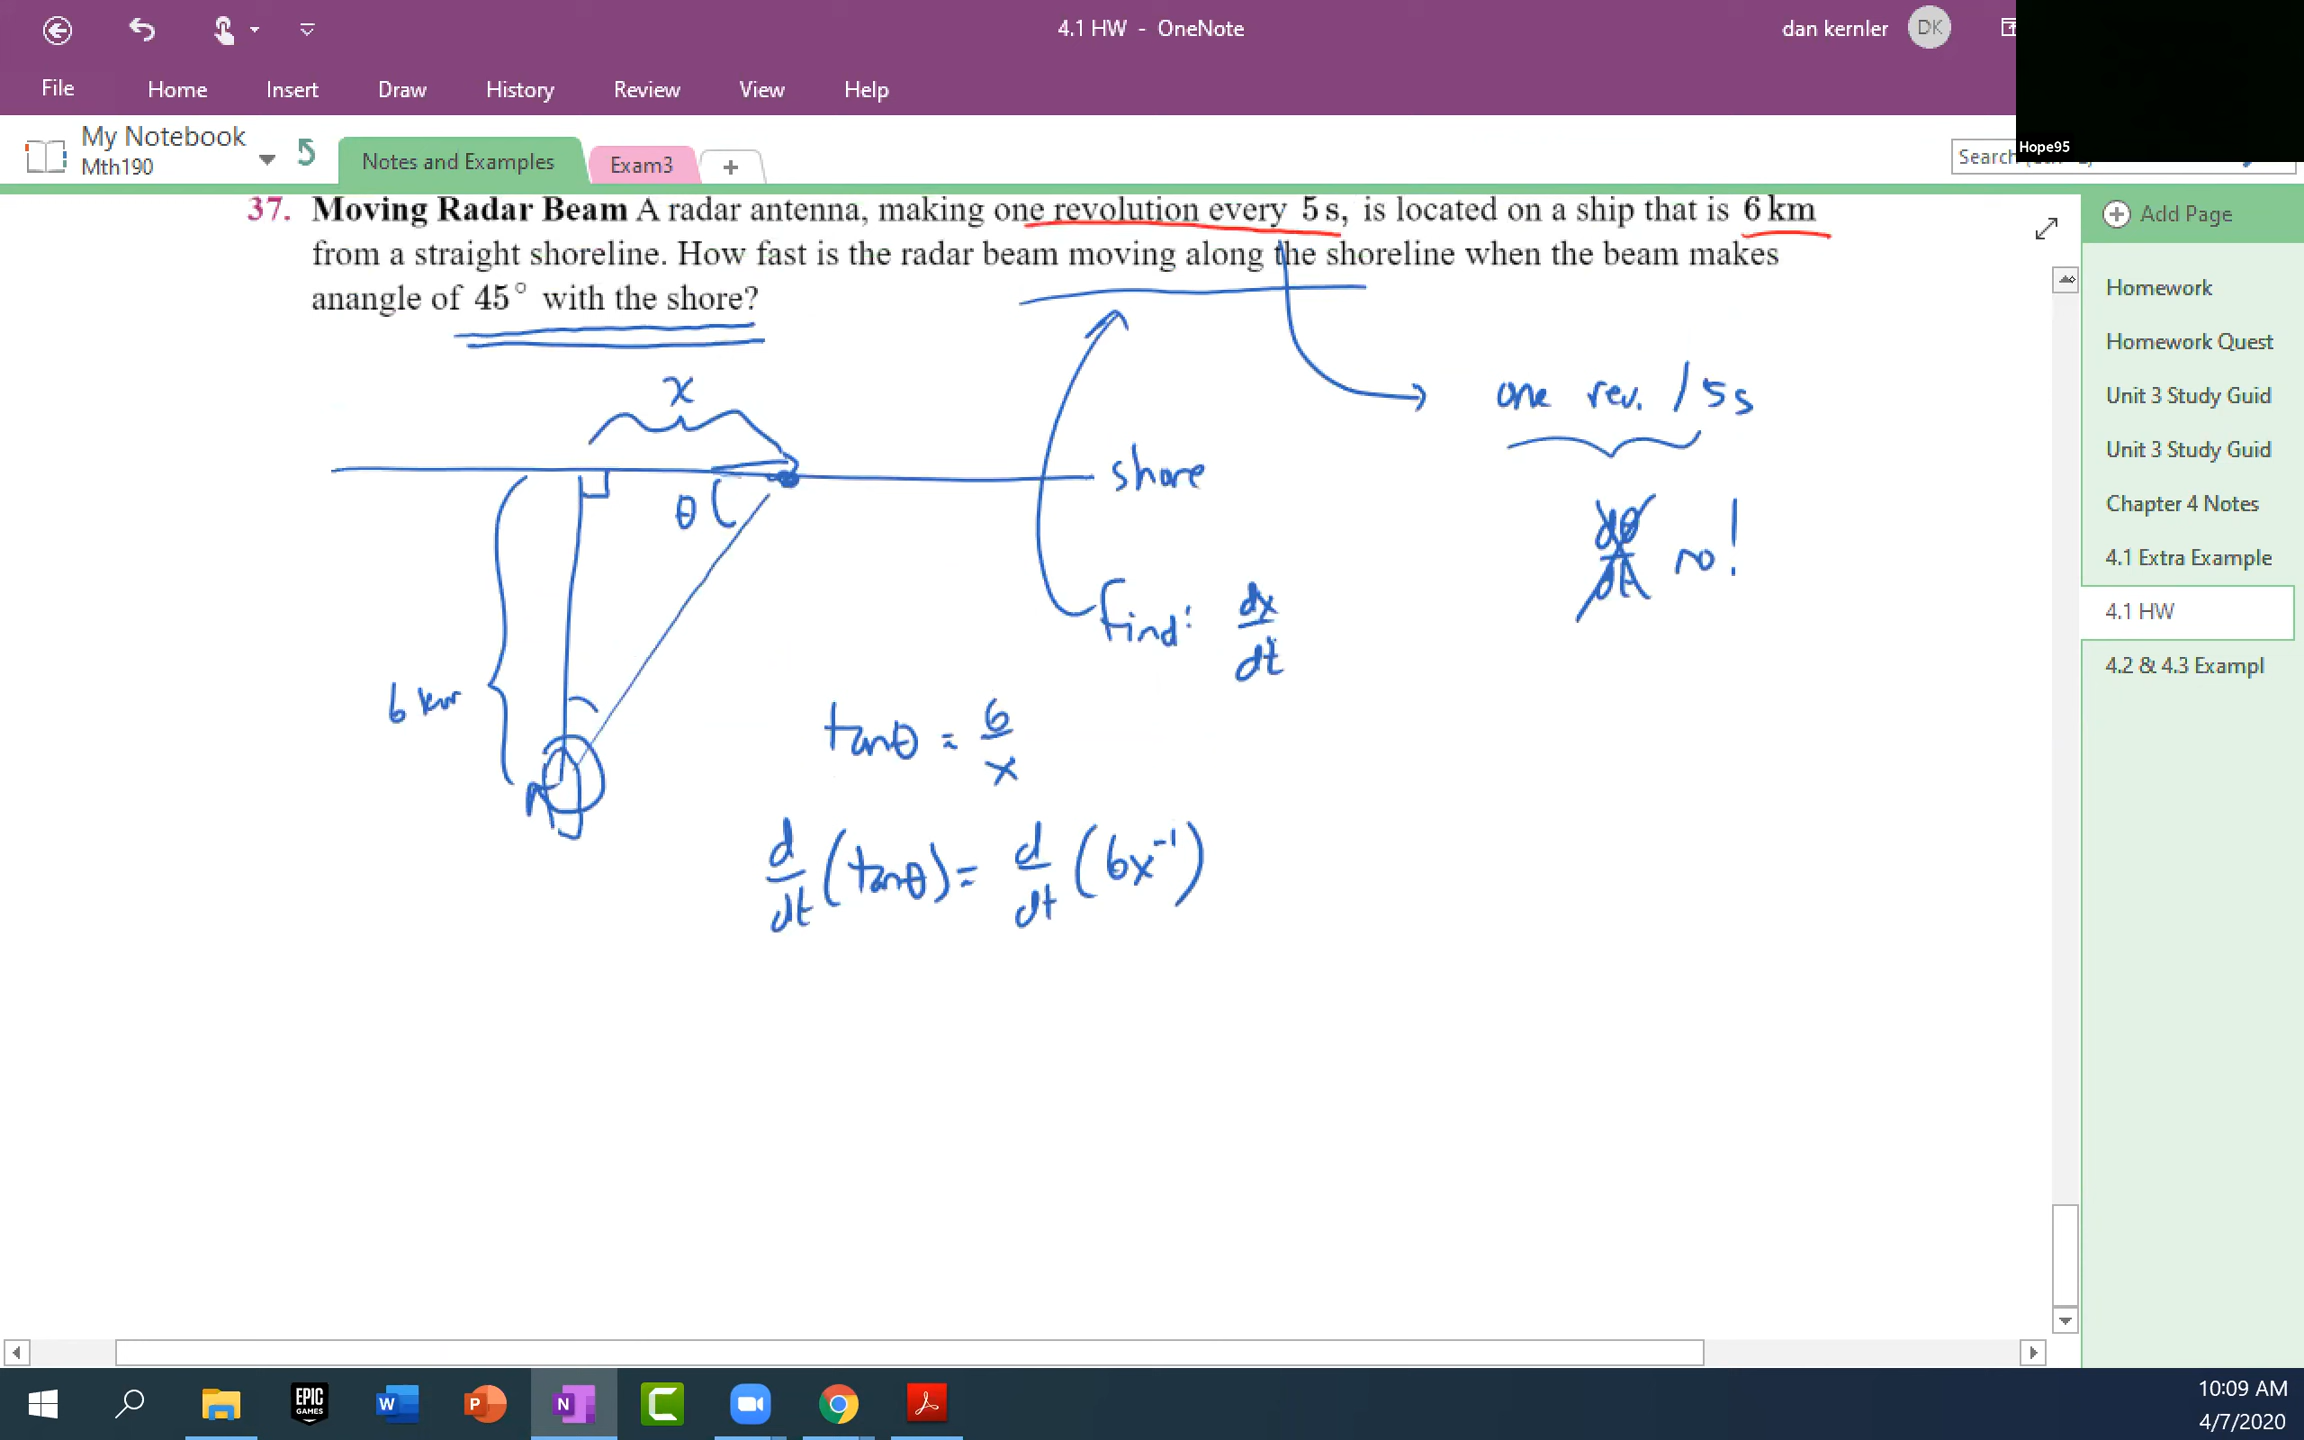 4.1 HW - OneNote
dan kernler
DK
File
Home
Insert
Draw
History
Review
View
Help
Hope95
My Notebook
Mth190
Notes and Examples
Exam3
Search
37. Moving Radar Beam A radar antenna, making one revolution every 5 s, is located on a ship that is 6 km
from a straight shoreline. How fast is the radar beam moving along the shoreline when the beam makes
anangle of 45° with the shore?
x
one rev. / 5s
shore
θ
dθ/dt no!
find: dx/dt
6 km
tanθ = 6/x
d/dt (tanθ) = d/dt (6x⁻¹)
Add Page
Homework
Homework Quest
Unit 3 Study Guid
Unit 3 Study Guid
Chapter 4 Notes
4.1 Extra Example
4.1 HW
4.2 & 4.3 Exampl
EPIC
GAMES
W
P
N
10:09 AM
4/7/2020